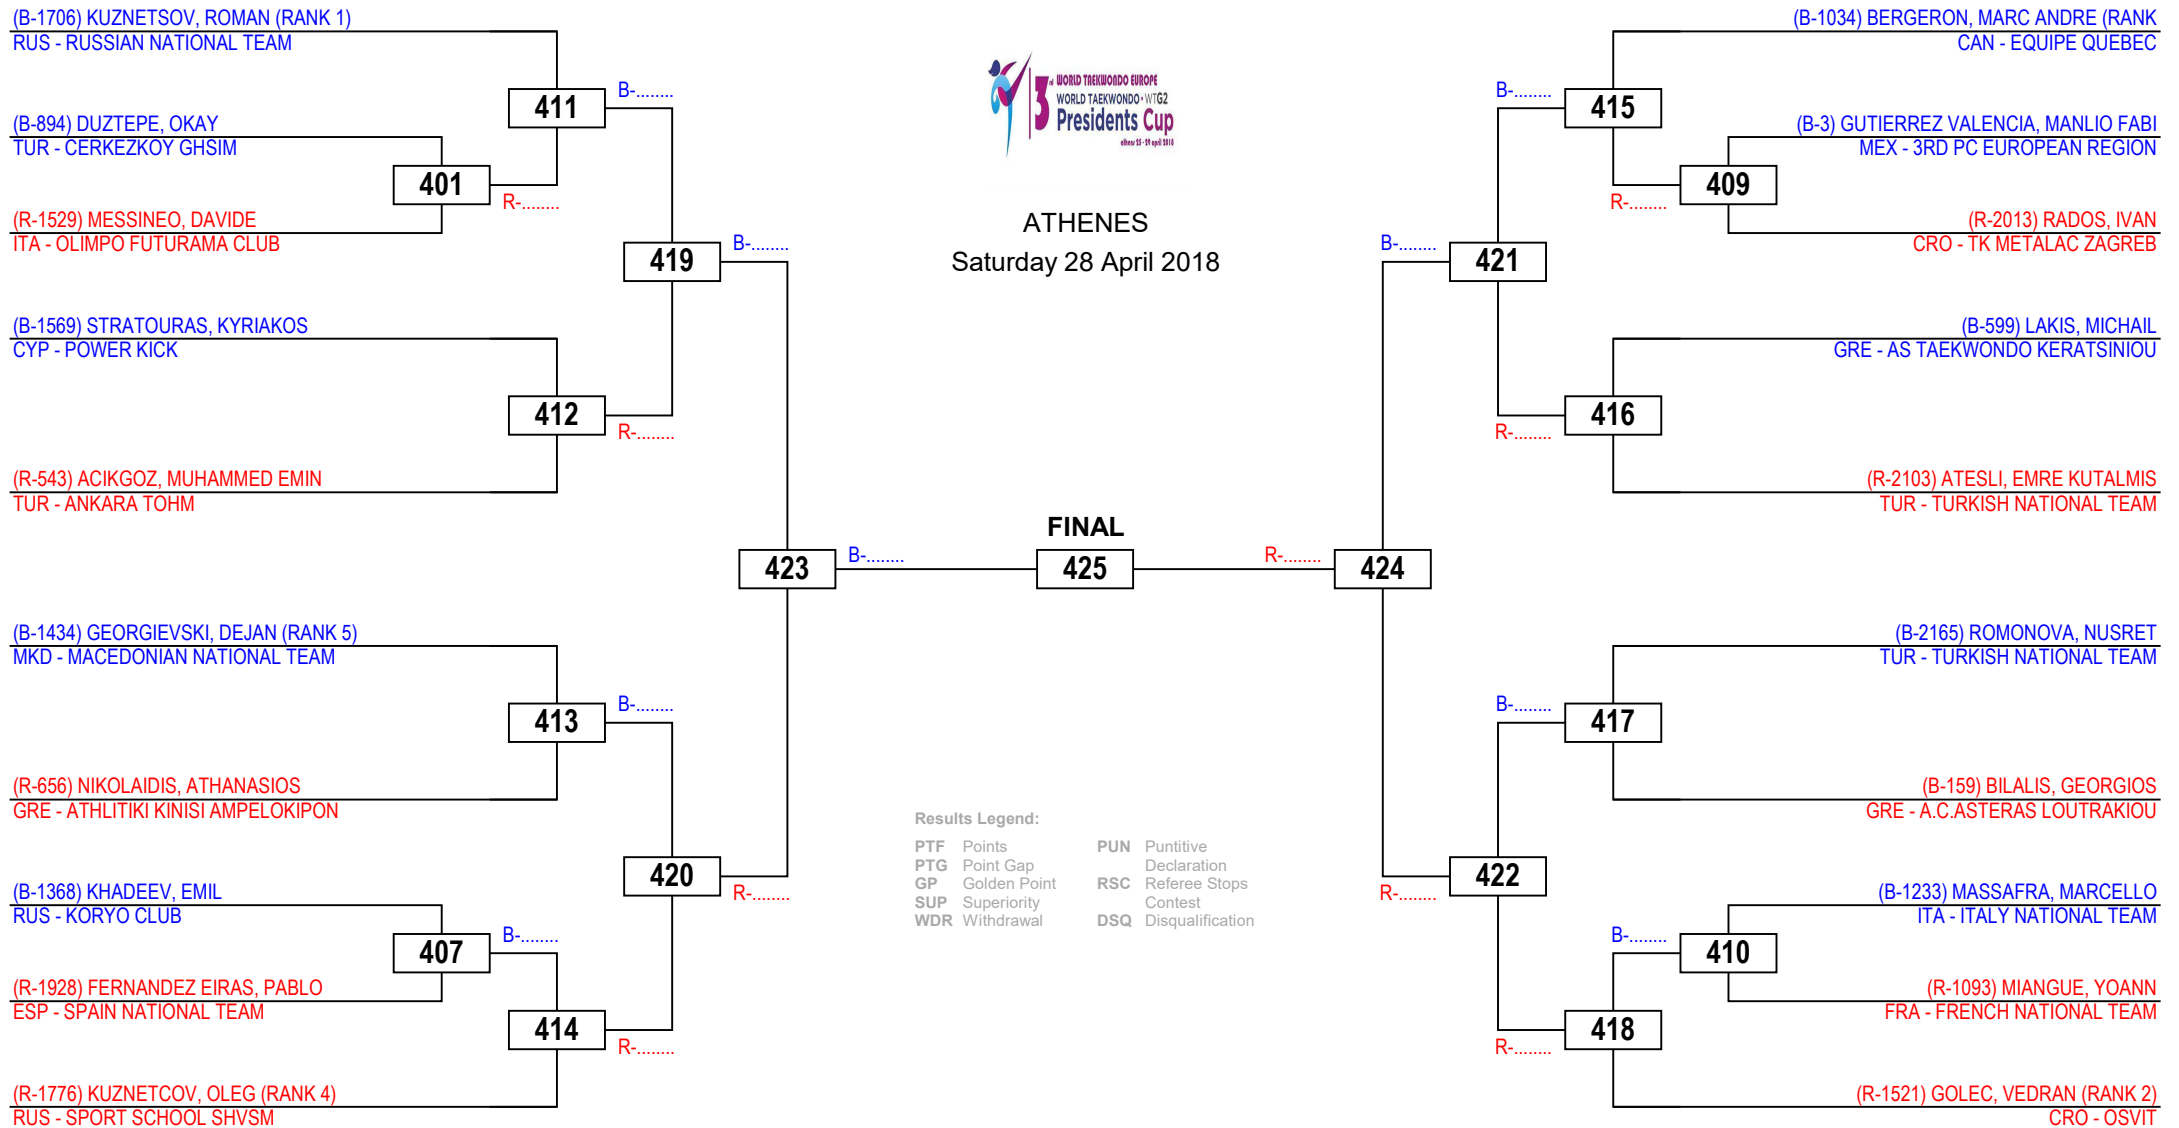 (B-1706) KUZNETSOV, ROMAN (RANK 1)
RUS - RUSSIAN NATIONAL TEAM
411
B-........
(B-894) DUZTEPE, OKAY
TUR - CERKEZKOY GHSIM
401
R-........
(R-1529) MESSINEO, DAVIDE
ITA - OLIMPO FUTURAMA CLUB
419
B-........
(B-1569) STRATOURAS, KYRIAKOS
CYP - POWER KICK
412
R-........
(R-543) ACIKGOZ, MUHAMMED EMIN
TUR - ANKARA TOHM
423
B-........
(B-1434) GEORGIEVSKI, DEJAN (RANK 5)
MKD - MACEDONIAN NATIONAL TEAM
413
B-........
(R-656) NIKOLAIDIS, ATHANASIOS
GRE - ATHLITIKI KINISI AMPELOKIPON
420
R-........
(B-1368) KHADEEV, EMIL
RUS - KORYO CLUB
407
B-........
(R-1928) FERNANDEZ EIRAS, PABLO
ESP - SPAIN NATIONAL TEAM
414
R-........
(R-1776) KUZNETCOV, OLEG (RANK 4)
RUS - SPORT SCHOOL SHVSM
3rd WORLD TAEKWONDO EUROPE
WORLD TAEKWONDO • WTG2
Presidents Cup
athens 25 - 29 april 2018
ATHENES
Saturday 28 April 2018
FINAL
425
Results Legend:
PTF Points
PTG Point Gap
GP Golden Point
SUP Superiority
WDR Withdrawal
PUN Puntitive
Declaration
RSC Referee Stops
Contest
DSQ Disqualification
(B-1034) BERGERON, MARC ANDRE (RANK
CAN - EQUIPE QUEBEC
B-........
415
(B-3) GUTIERREZ VALENCIA, MANLIO FABI
MEX - 3RD PC EUROPEAN REGION
409
R-........
(R-2013) RADOS, IVAN
CRO - TK METALAC ZAGREB
B-........
421
(B-599) LAKIS, MICHAIL
GRE - AS TAEKWONDO KERATSINIOU
416
R-........
(R-2103) ATESLI, EMRE KUTALMIS
TUR - TURKISH NATIONAL TEAM
R-........
424
(B-2165) ROMONOVA, NUSRET
TUR - TURKISH NATIONAL TEAM
B-........
417
(B-159) BILALIS, GEORGIOS
GRE - A.C.ASTERAS LOUTRAKIOU
422
R-........
(B-1233) MASSAFRA, MARCELLO
ITA - ITALY NATIONAL TEAM
B-........
410
(R-1093) MIANGUE, YOANN
FRA - FRENCH NATIONAL TEAM
418
R-........
(R-1521) GOLEC, VEDRAN (RANK 2)
CRO - OSVIT